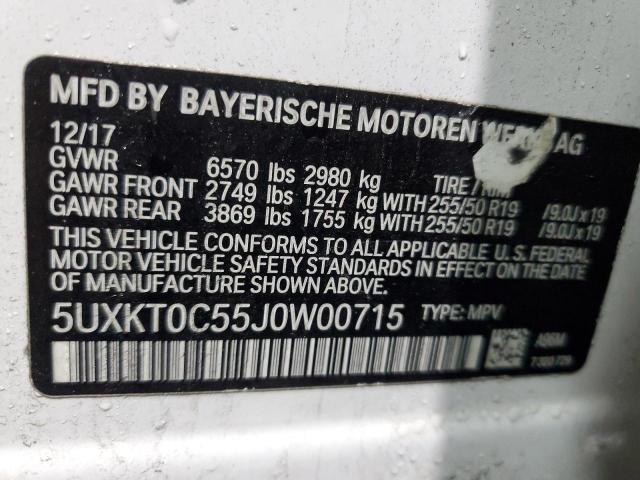 MFD BY BAYERISCHE MOTOREN AG
12/17
GVWR 6570 lbs 2980 kg TIRE /
GAWR FRONT 2749 lbs 1247 kg WITH 255/50 R19 /9.0J x 19
GAWR REAR 3869 lbs 1755 kg WITH 255/50 R19 /9.0J x 19
THIS VEHICLE CONFORMS TO ALL APPLICABLE U. S. FEDERAL
MOTOR VEHICLE SAFETY STANDARDS IN EFFECT ON THE DATE
OF MANUFACTURE SHOWN ABOVE.
5UXKT0C55J0W00715 TYPE: MPV